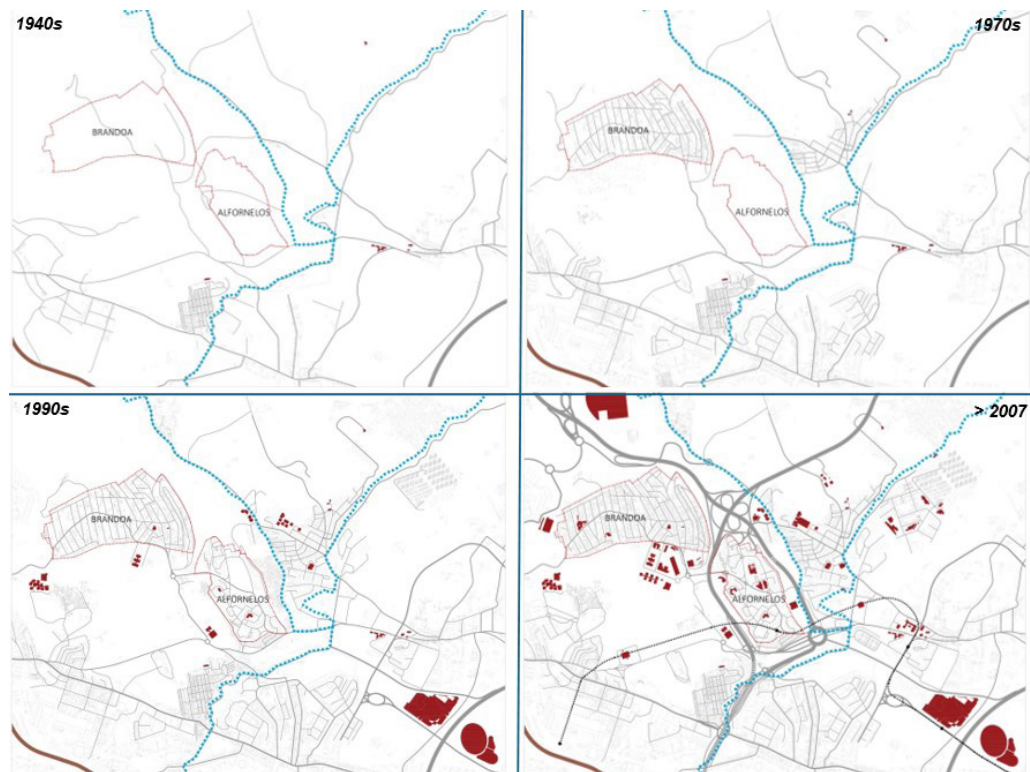 1940s
BRANDOA
ALFORNELOS
1970s
BRANDOA
ALFORNELOS
1990s
BRANDOA
ALFORNELOS
> 2007
BRANDOA
ALFORNELOS